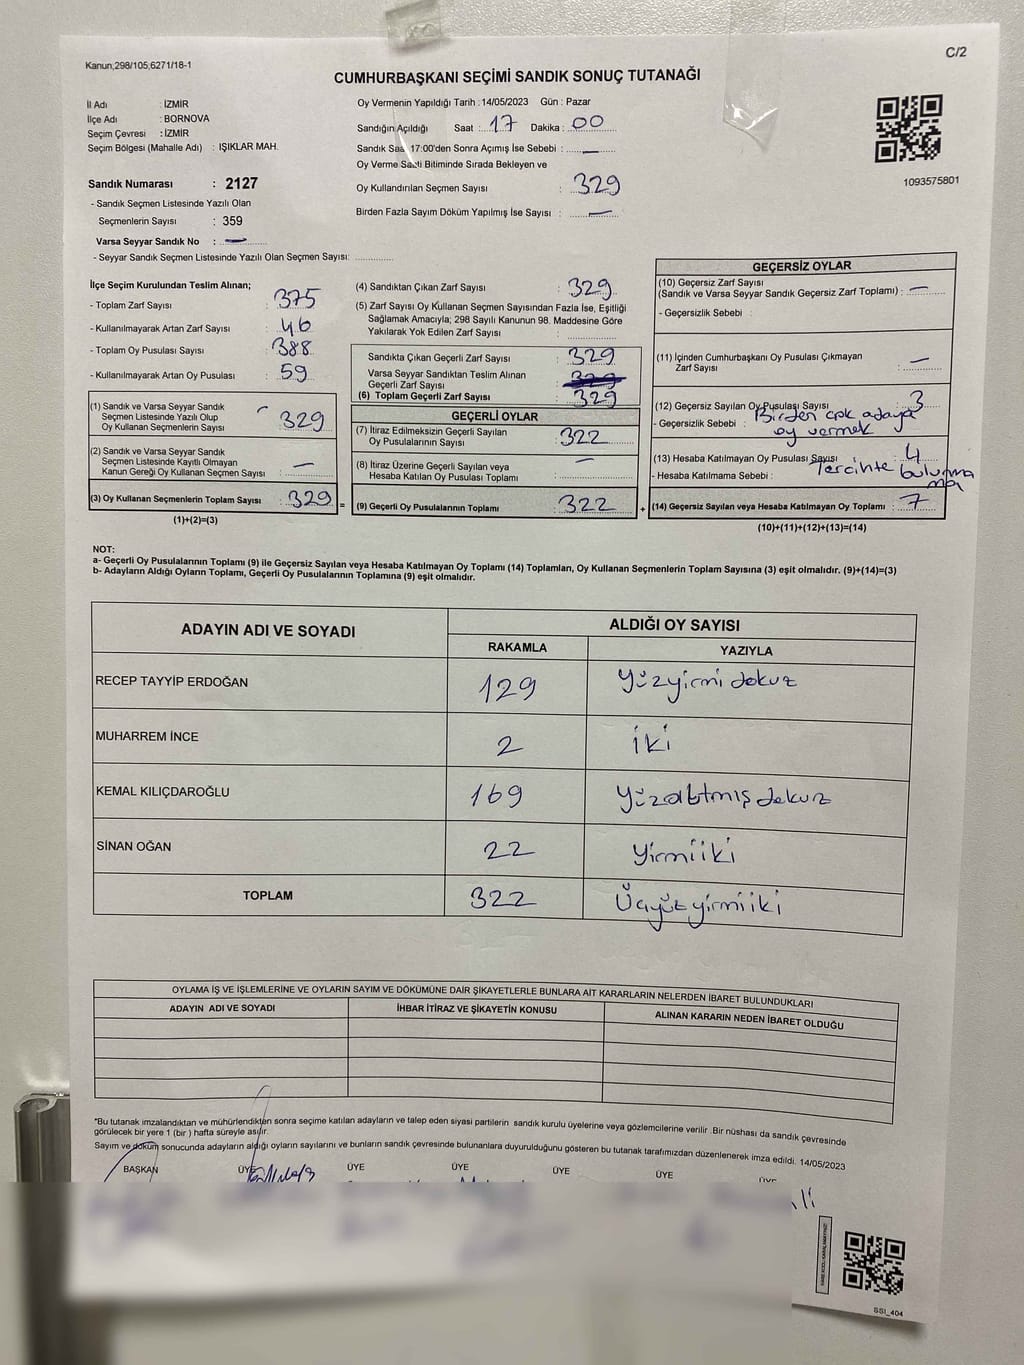 Kanun;298/105;6271/18-1
C/2
CUMHURBAŞKANI SEÇİMİ SANDIK SONUÇ TUTANAĞI
İl Adı : İZMİR
İlçe Adı : BORNOVA
Seçim Çevresi : İZMİR
Seçim Bölgesi (Mahalle Adı) : IŞIKLAR MAH.
Sandık Numarası : 2127
- Sandık Seçmen Listesinde Yazılı Olan
Seçmenlerin Sayısı : 359
Varsa Seyyar Sandık No : —
- Seyyar Sandık Seçmen Listesinde Yazılı Olan Seçmen Sayısı:
Oy Vermenin Yapıldığı Tarih : 14/05/2023 Gün : Pazar
Sandığın Açıldığı Saat : 17 Dakika : 00
Sandık Saat 17:00'den Sonra Açımış İse Sebebi : —
Oy Verme Saati Bitiminde Sırada Bekleyen ve
Oy Kullandırılan Seçmen Sayısı : 329
Birden Fazla Sayım Döküm Yapılmış İse Sayısı : —
1093575801
İlçe Seçim Kurulundan Teslim Alınan;
- Toplam Zarf Sayısı : 375
- Kullanılmayarak Artan Zarf Sayısı : 46
- Toplam Oy Pusulası Sayısı : 388
- Kullanılmayarak Artan Oy Pusulası : 59
(1) Sandık ve Varsa Seyyar Sandık
Seçmen Listesinde Yazılı Olup
Oy Kullanan Seçmenlerin Sayısı : 329
(2) Sandık ve Varsa Seyyar Sandık
Seçmen Listesinde Kayıtlı Olmayan
Kanun Gereği Oy Kullanan Seçmen Sayısı : —
(3) Oy Kullanan Seçmenlerin Toplam Sayısı : 329 =
(1)+(2)=(3)
(4) Sandıktan Çıkan Zarf Sayısı : 329
(5) Zarf Sayısı Oy Kullanan Seçmen Sayısından Fazla İse, Eşitliği
Sağlamak Amacıyla; 298 Sayılı Kanunun 98. Maddesine Göre
Yakılarak Yok Edilen Zarf Sayısı :
Sandıkta Çıkan Geçerli Zarf Sayısı : 329
Varsa Seyyar Sandıktan Teslim Alınan
Geçerli Zarf Sayısı :
(6) Toplam Geçerli Zarf Sayısı : 329
GEÇERLİ OYLAR
(7) İtiraz Edilmeksizin Geçerli Sayılan
Oy Pusulalarının Sayısı : 322
(8) İtiraz Üzerine Geçerli Sayılan veya
Hesaba Katılan Oy Pusulası Toplamı : —
(9) Geçerli Oy Pusulalarının Toplamı : 322 +
GEÇERSİZ OYLAR
(10) Geçersiz Zarf Sayısı
(Sandık ve Varsa Seyyar Sandık Geçersiz Zarf Toplamı) : —
- Geçersizlik Sebebi :
(11) İçinden Cumhurbaşkanı Oy Pusulası Çıkmayan
Zarf Sayısı : —
(12) Geçersiz Sayılan Oy Pusulası Sayısı : 3
- Geçersizlik Sebebi : Birden çok adaya
oy vermek
(13) Hesaba Katılmayan Oy Pusulası Sayısı : 4
- Hesaba Katılmama Sebebi : Tercihte bulunma
ma
(14) Geçersiz Sayılan veya Hesaba Katılmayan Oy Toplamı : 7
(10)+(11)+(12)+(13)=(14)
NOT:
a- Geçerli Oy Pusulalarının Toplamı (9) ile Geçersiz Sayılan veya Hesaba Katılmayan Oy Toplamı (14) Toplamları, Oy Kullanan Seçmenlerin Toplam Sayısına (3) eşit olmalıdır. (9)+(14)=(3)
b- Adayların Aldığı Oyların Toplamı, Geçerli Oy Pusulalarının Toplamına (9) eşit olmalıdır.
ADAYIN ADI VE SOYADI
ALDIĞI OY SAYISI
RAKAMLA YAZIYLA
RECEP TAYYİP ERDOĞAN 129 Yüzyirmi dokuz
MUHARREM İNCE 2 iki
KEMAL KILIÇDAROĞLU 169 Yüzaltmış dokuz
SİNAN OĞAN 22 Yirmiiki
TOPLAM 322 Üçyüzyirmiiki
OYLAMA İŞ VE İŞLEMLERİNE VE OYLARIN SAYIM VE DÖKÜMÜNE DAİR ŞİKAYETLERLE BUNLARA AİT KARARLARIN NELERDEN İBARET BULUNDUKLARI
ADAYIN ADI VE SOYADI İHBAR İTİRAZ VE ŞİKAYETİN KONUSU ALINAN KARARIN NEDEN İBARET OLDUĞU
*Bu tutanak imzalandıktan ve mühürlendikten sonra seçime katılan adayların ve talep eden siyasi partilerin sandık kurulu üyelerine veya gözlemcilerine verilir .Bir nüshası da sandık çevresinde
görülecek bir yere 1 (bir ) hafta süreyle asılır.
Sayım ve döküm sonucunda adayların aldığı oyların sayılarını ve bunların sandık çevresinde bulunanlara duyurulduğunu gösteren bu tutanak tarafımızdan düzenlenerek imza edildi. 14/05/2023
BAŞKAN ÜYE ÜYE ÜYE ÜYE ÜYE ÜYE
SSI_404